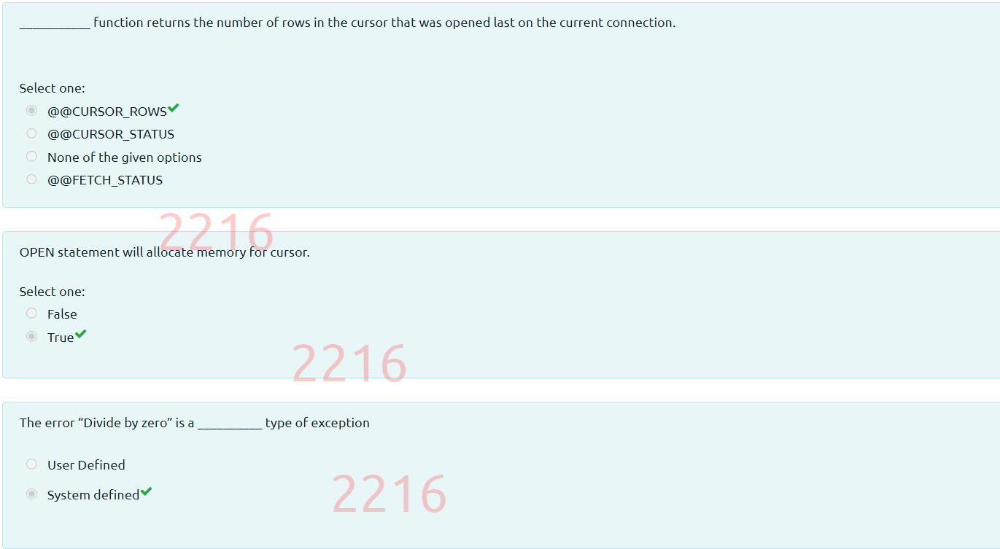 ___________ function returns the number of rows in the cursor that was opened last on the current connection.
Select one:
@@CURSOR_ROWS
@@CURSOR_STATUS
None of the given options
@@FETCH_STATUS
2216
OPEN statement will allocate memory for cursor.
Select one:
False
True
2216
The error “Divide by zero” is a __________ type of exception
User Defined
2216
System defined